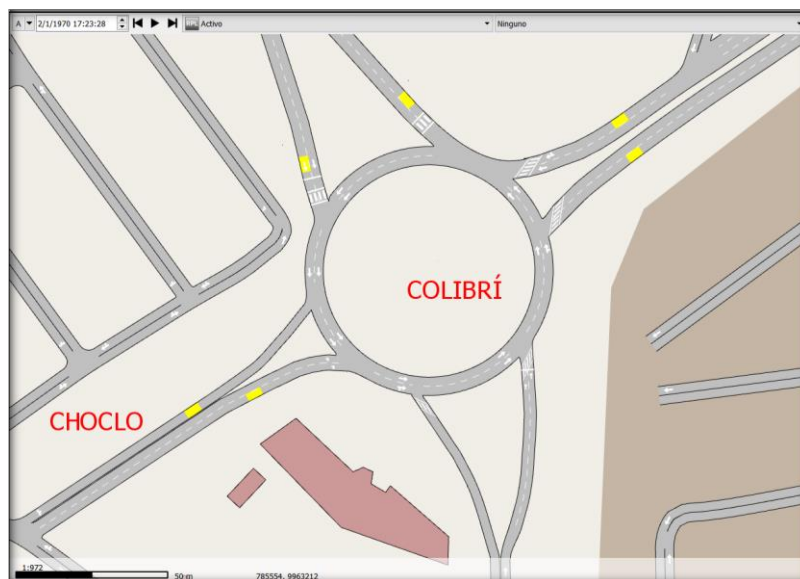 A 2/1/1970 17:23:28 Activo Ninguno
COLIBRÍ
CHOCLO
1:972
50 m 785554, 9963212